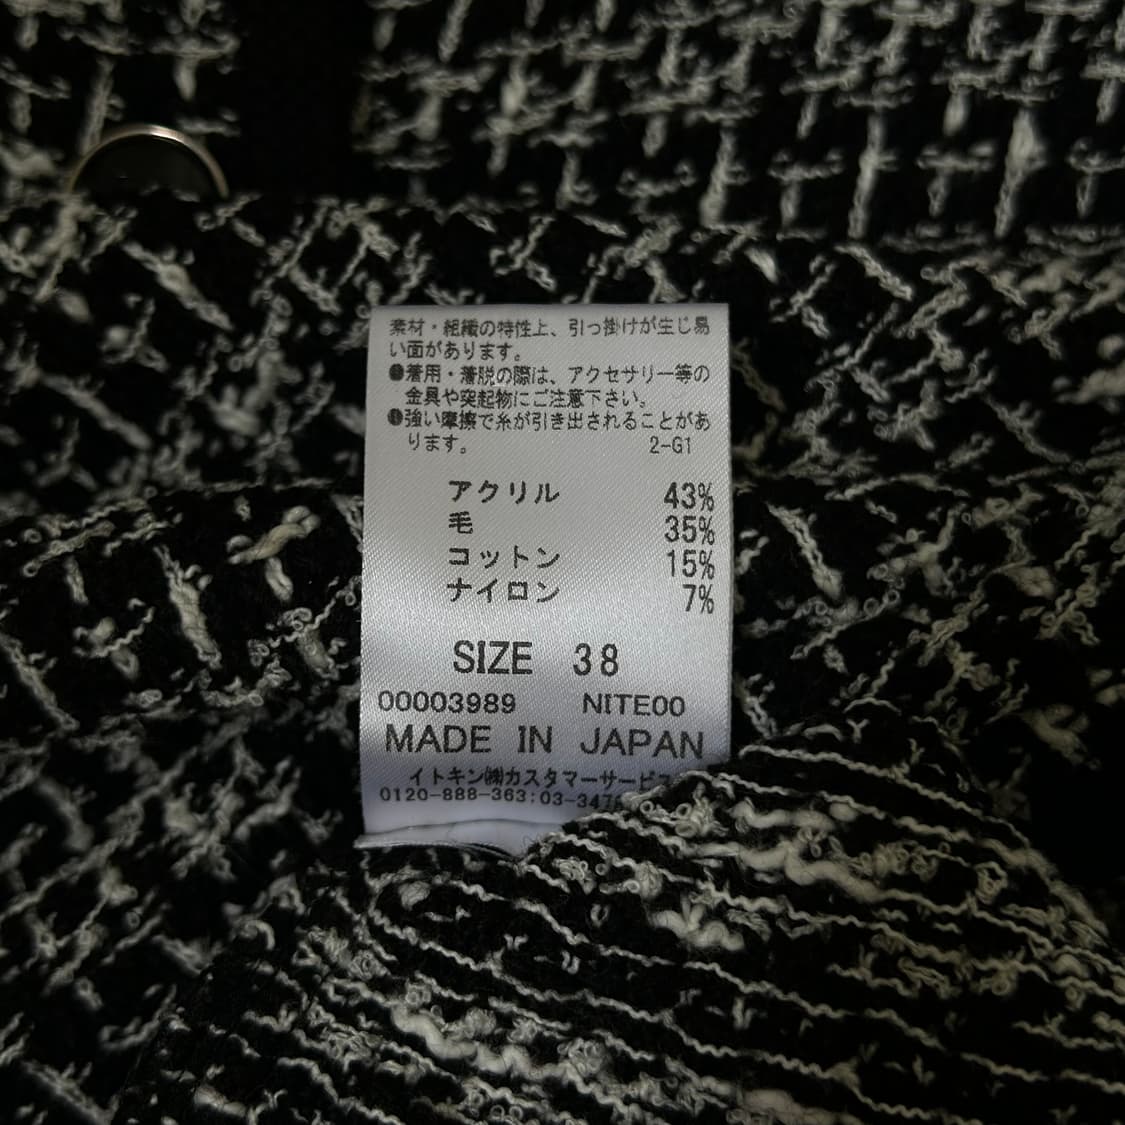 素材・組織の特性上、引っ掛けが生じ易
い面があります。
●着用・着脱の際は、アクセサリー等の
金具や突起物にご注意下さい。
●強い摩擦で糸が引き出されることがあ
ります。 2-G1
アクリル 43%
毛 35%
コットン 15%
ナイロン 7%
SIZE 38
00003989 NITE00
MADE IN JAPAN
イトキン㈱カスタマーサービス
0120-888-363:03-347